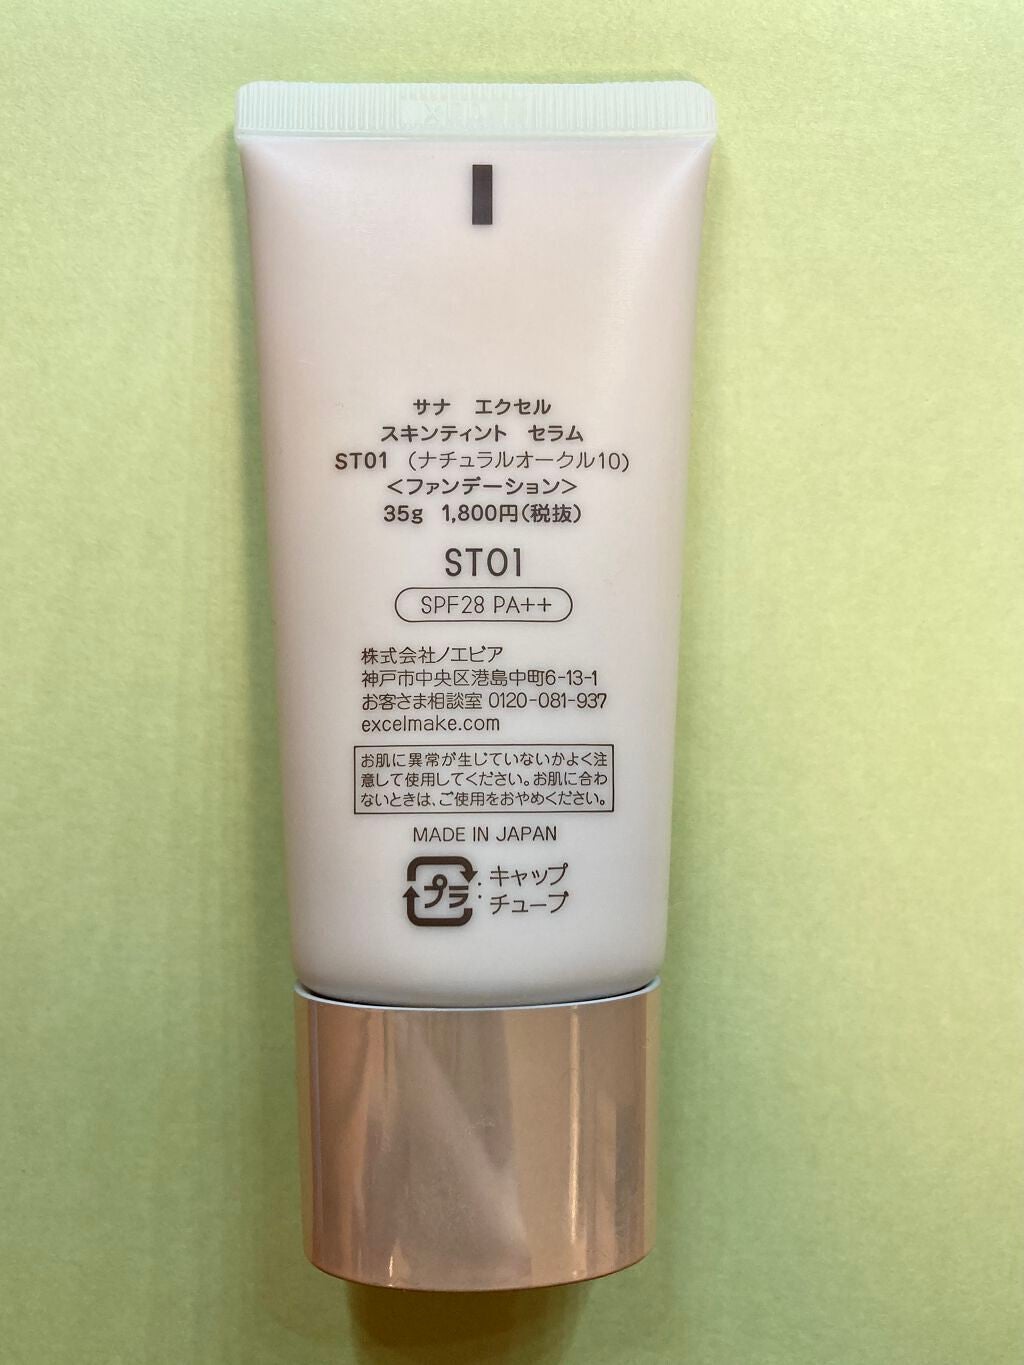 サナ エクセル
スキンティント セラム
ST01 (ナチュラルオークル10)
<ファンデーション>
35g 1,800円(税抜)
ST01
SPF28 PA++
株式会社ノエビア
神戸市中央区港島中町6-13-1
お客さま相談室 0120-081-937
excelmake.com
お肌に異常が生じていないかよく注
意して使用してください。お肌に合わ
ないときは、ご使用をおやめください。
MADE IN JAPAN
プラ : キャップ
: チューブ